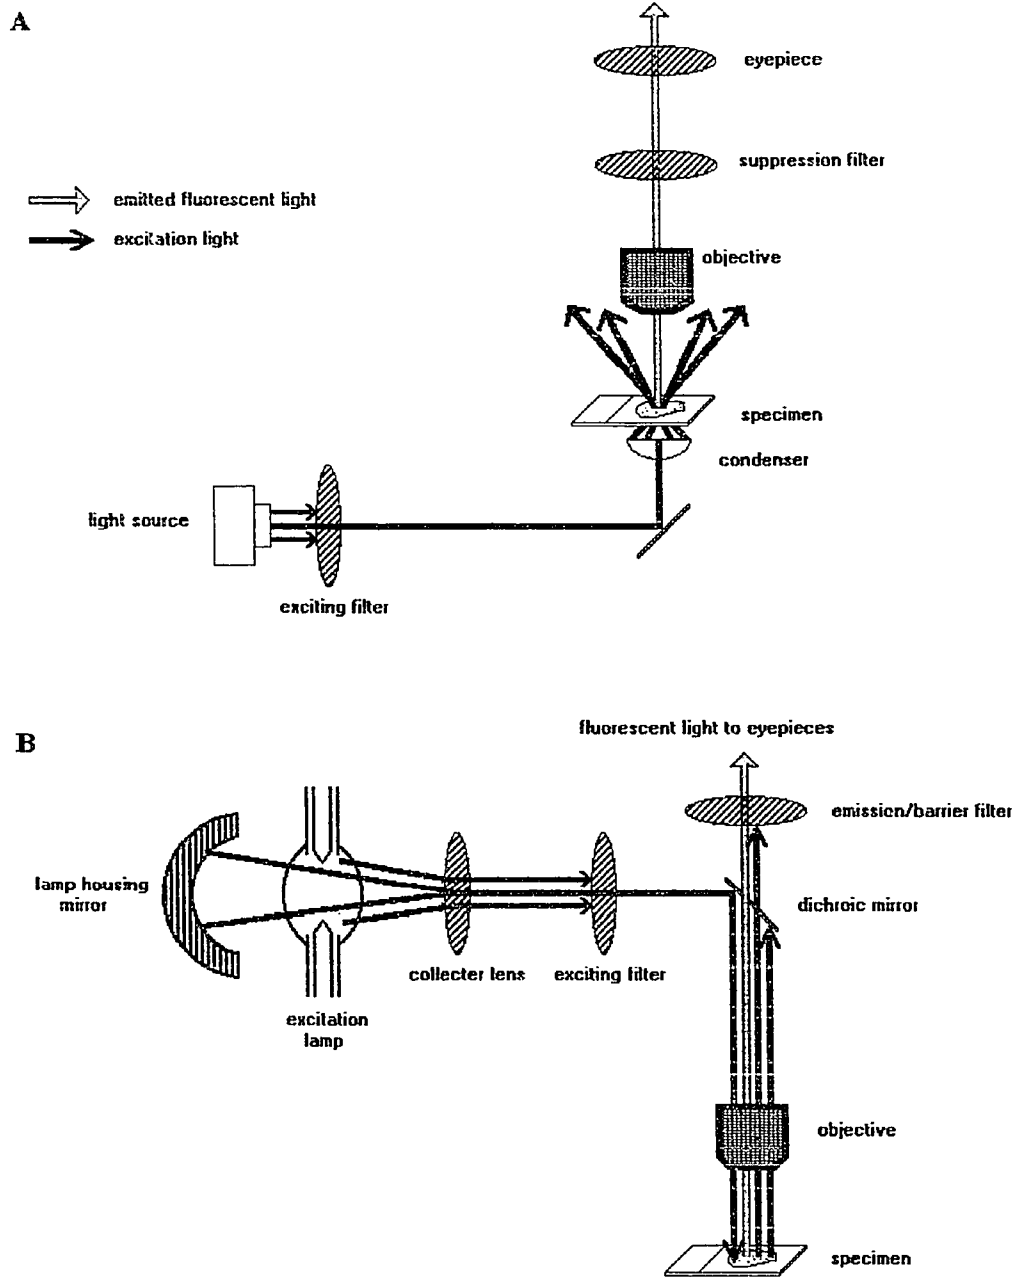 A
eyepiece
suppression filter
emitted fluorescent light
excitation light
objective
specimen
condenser
light source
exciting filter
B
fluorescent light to eyepieces
emission/barrier filter
lamp housing
mirror
dichroic mirror
collecter lens
exciting filter
excitation
lamp
objective
specimen